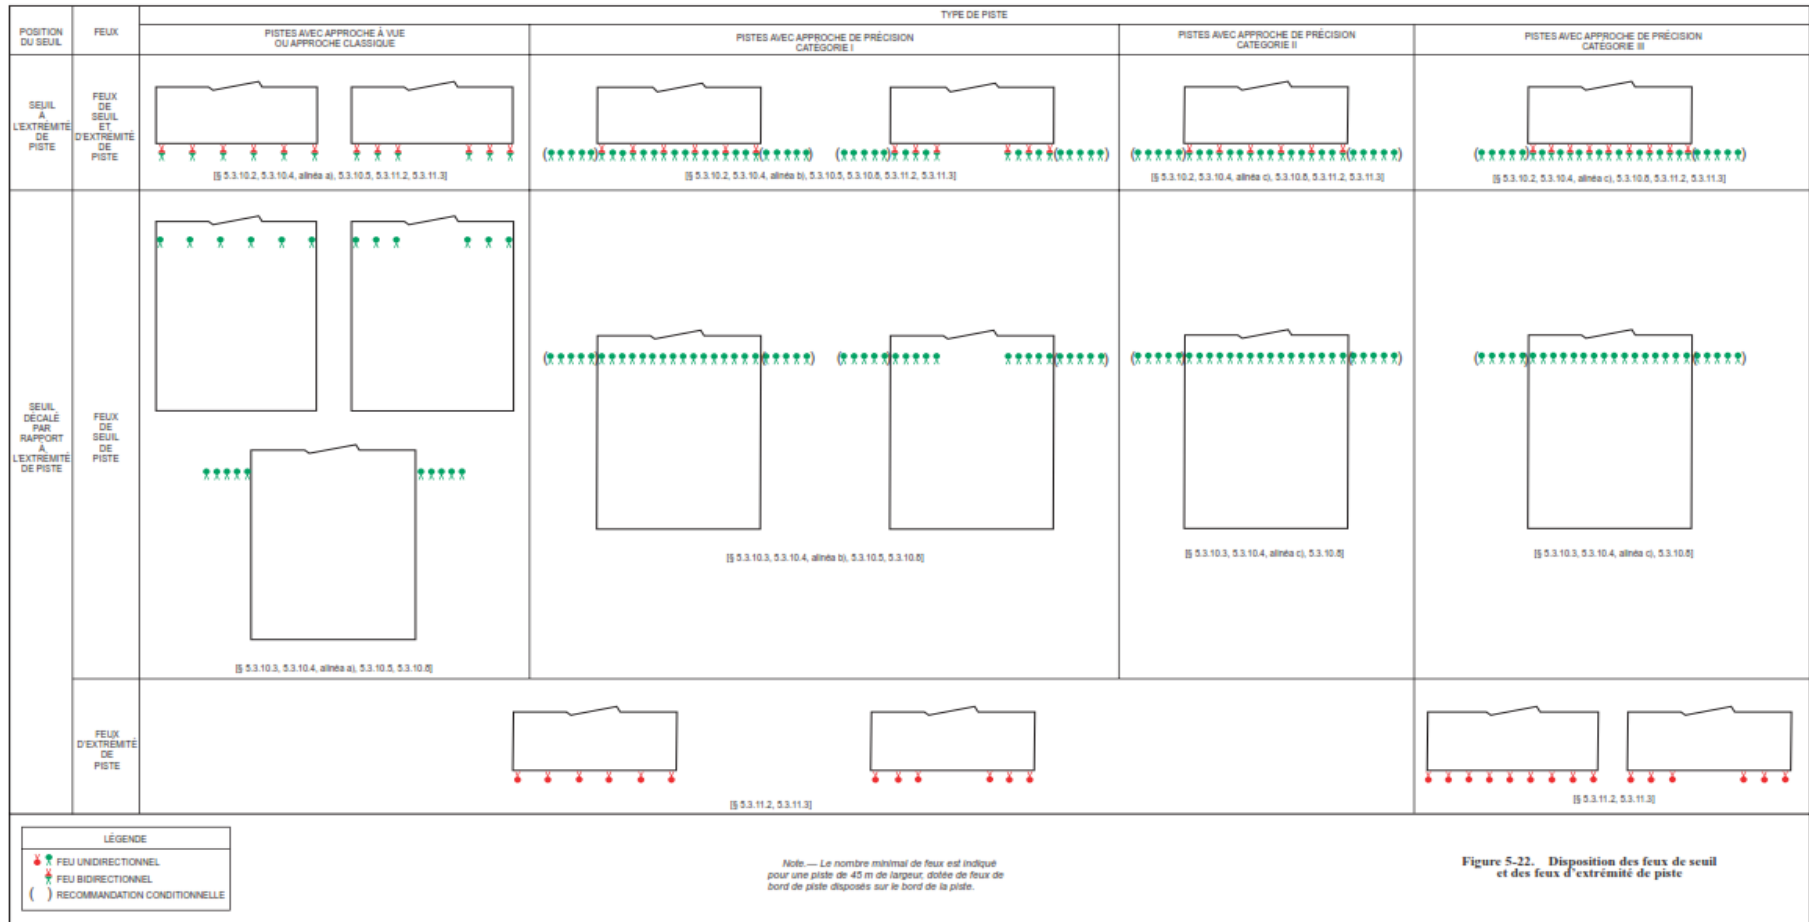 TYPE DE PISTE
POSITION
DU SEUIL
FEUX
PISTES AVEC APPROCHE À VUE
OU APPROCHE CLASSIQUE
PISTES AVEC APPROCHE DE PRÉCISION
CATÉGORIE I
PISTES AVEC APPROCHE DE PRÉCISION
CATÉGORIE II
PISTES AVEC APPROCHE DE PRÉCISION
CATÉGORIE III
SEUIL
À
L'EXTRÉMITÉ
DE
PISTE
FEUX
DE
SEUIL
ET
D'EXTRÉMITÉ
DE
PISTE
[§ 5.3.10.2, 5.3.10.4, alinéa a), 5.3.10.5, 5.3.11.2, 5.3.11.3]
[§ 5.3.10.2, 5.3.10.4, alinéa b), 5.3.10.5, 5.3.10.8, 5.3.11.2, 5.3.11.3]
[§ 5.3.10.2, 5.3.10.4, alinéa c), 5.3.10.8, 5.3.11.2, 5.3.11.3]
[§ 5.3.10.2, 5.3.10.4, alinéa c), 5.3.10.8, 5.3.11.2, 5.3.11.3]
SEUIL
DÉCALÉ
PAR
RAPPORT
À
L'EXTRÉMITÉ
DE PISTE
FEUX
DE
SEUIL
DE
PISTE
[§ 5.3.10.3, 5.3.10.4, alinéa a), 5.3.10.5, 5.3.10.8]
[§ 5.3.10.3, 5.3.10.4, alinéa b), 5.3.10.5, 5.3.10.8]
[§ 5.3.10.3, 5.3.10.4, alinéa c), 5.3.10.8]
[§ 5.3.10.3, 5.3.10.4, alinéa c), 5.3.10.8]
FEUX
D'EXTRÉMITÉ
DE
PISTE
[§ 5.3.11.2, 5.3.11.3]
[§ 5.3.11.2, 5.3.11.3]
LÉGENDE
FEU UNIDIRECTIONNEL
FEU BIDIRECTIONNEL
( ) RECOMMANDATION CONDITIONNELLE
Note.— Le nombre minimal de feux est indiqué
pour une piste de 45 m de largeur, dotée de feux de
bord de piste disposés sur le bord de la piste.
Figure 5-22. Disposition des feux de seuil
et des feux d'extrémité de piste